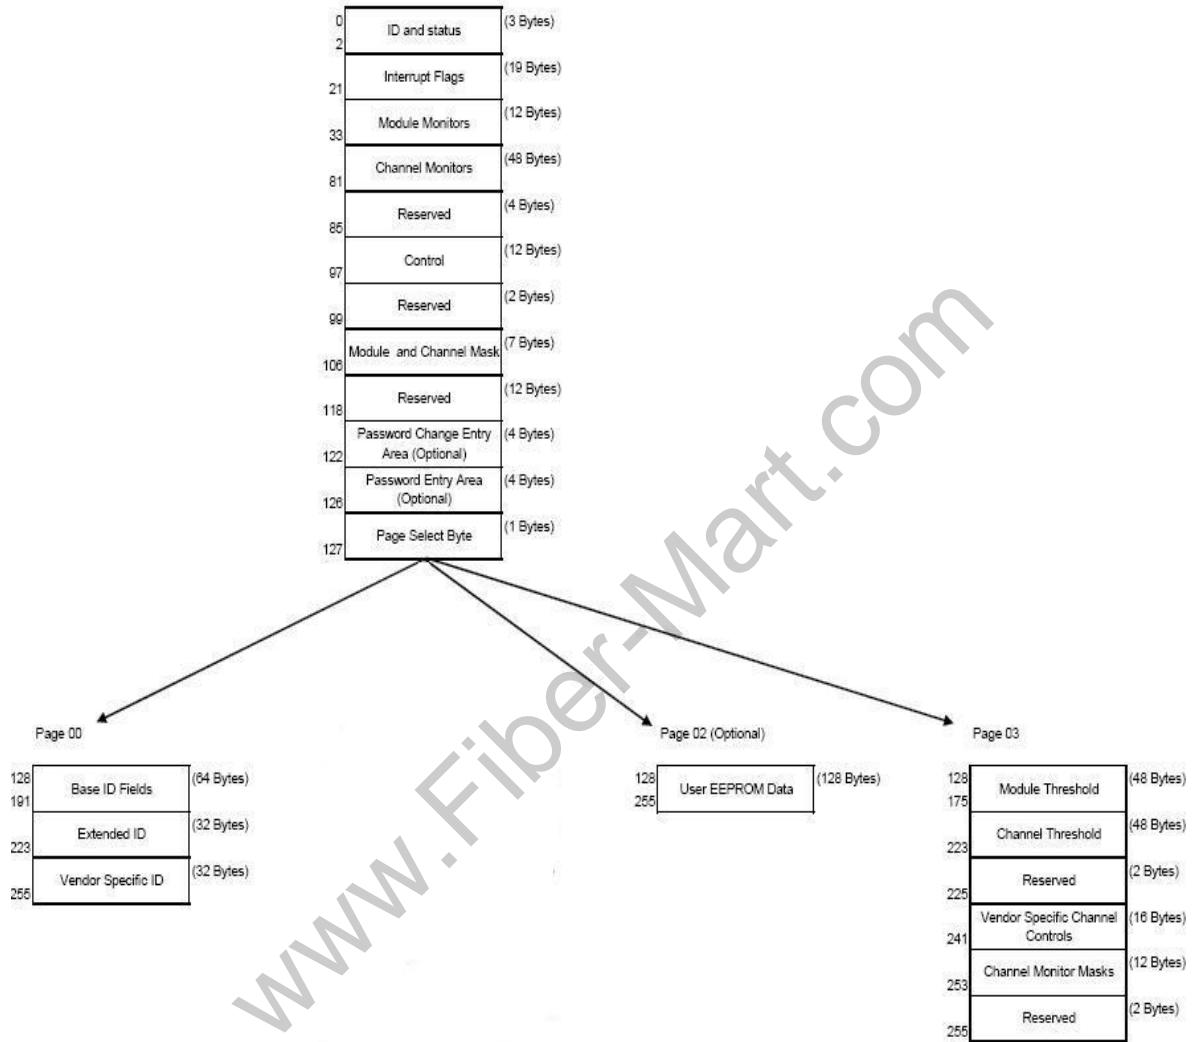 0 ID and status (3 Bytes)
2
Interrupt Flags (19 Bytes)
21
Module Monitors (12 Bytes)
33
Channel Monitors (48 Bytes)
81
Reserved (4 Bytes)
85
Control (12 Bytes)
97
Reserved (2 Bytes)
99
Module and Channel Mask (7 Bytes)
106
Reserved (12 Bytes)
118
Password Change Entry (4 Bytes)
Area (Optional)
122
Password Entry Area (4 Bytes)
(Optional)
126
Page Select Byte (1 Bytes)
127
Page 00
128 Base ID Fields (64 Bytes)
191
Extended ID (32 Bytes)
223
Vendor Specific ID (32 Bytes)
255
Page 02 (Optional)
128 User EEPROM Data (128 Bytes)
255
Page 03
128 Module Threshold (48 Bytes)
175
Channel Threshold (48 Bytes)
223
Reserved (2 Bytes)
225
Vendor Specific Channel (16 Bytes)
Controls
241
Channel Monitor Masks (12 Bytes)
253
Reserved (2 Bytes)
255
www.Fiber-Mart.com